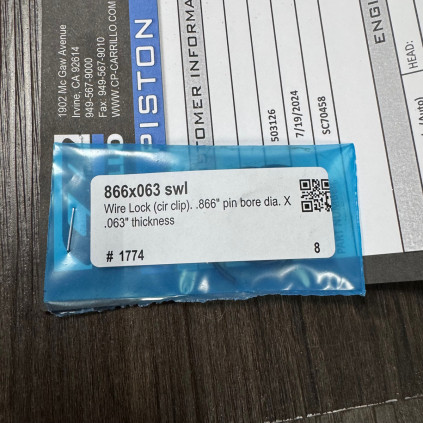 1902 Mc Gaw Avenue
Irvine, CA 92614
949-567-9000
Fax: 949-567-9010
WWW.CP-CARRILLO.COM
PISTON
TOMER INFORMA
503126
7/19/2024
SC70458
ENGI
HEAD:
866x063 swl
Wire Lock (cir clip). .866" pin bore dia. X
.063" thickness
# 1774
8